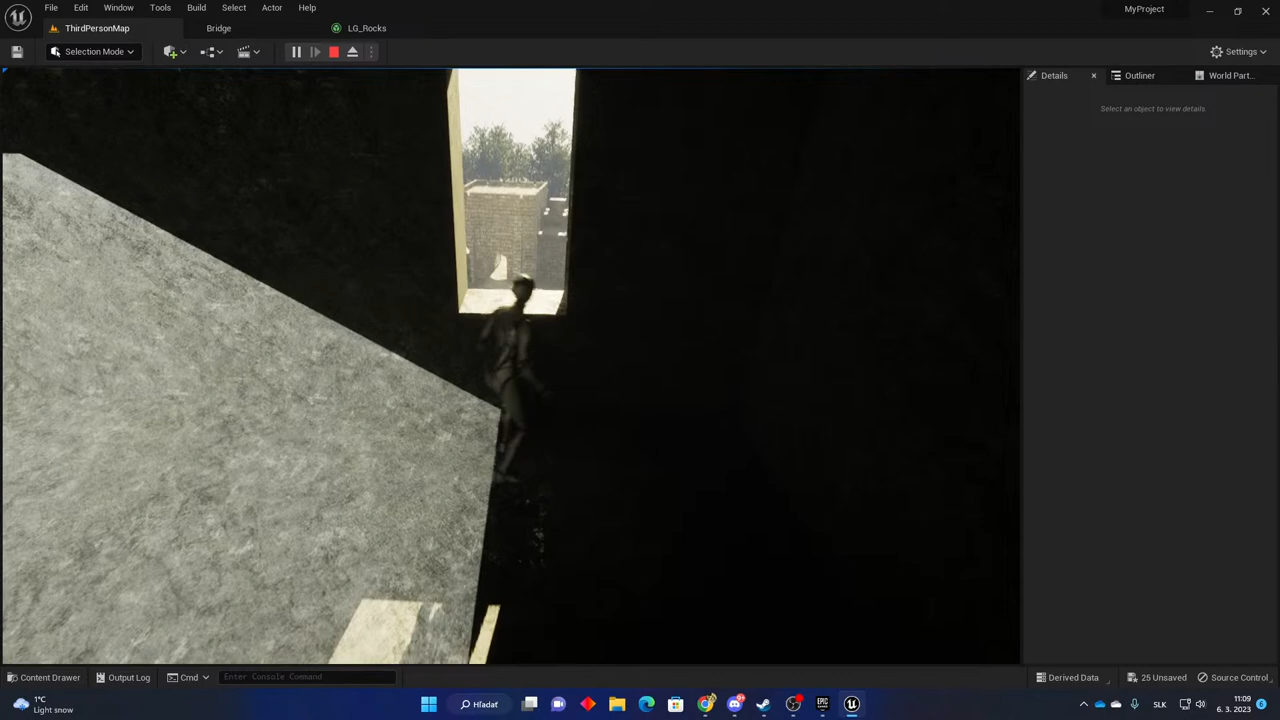 File Edit Window Tools Build Select Actor Help
MyProject
ThirdPersonMap Bridge LG_Rocks
Selection Mode
Settings
Details Outliner World Part...
Select an object to view details.
Content Drawer Output Log Cmd Enter Console Command
Derived Data 25 Unsaved Source Control
1°C
Light snow
Hľadať
SLK
11:09
6. 3. 2023